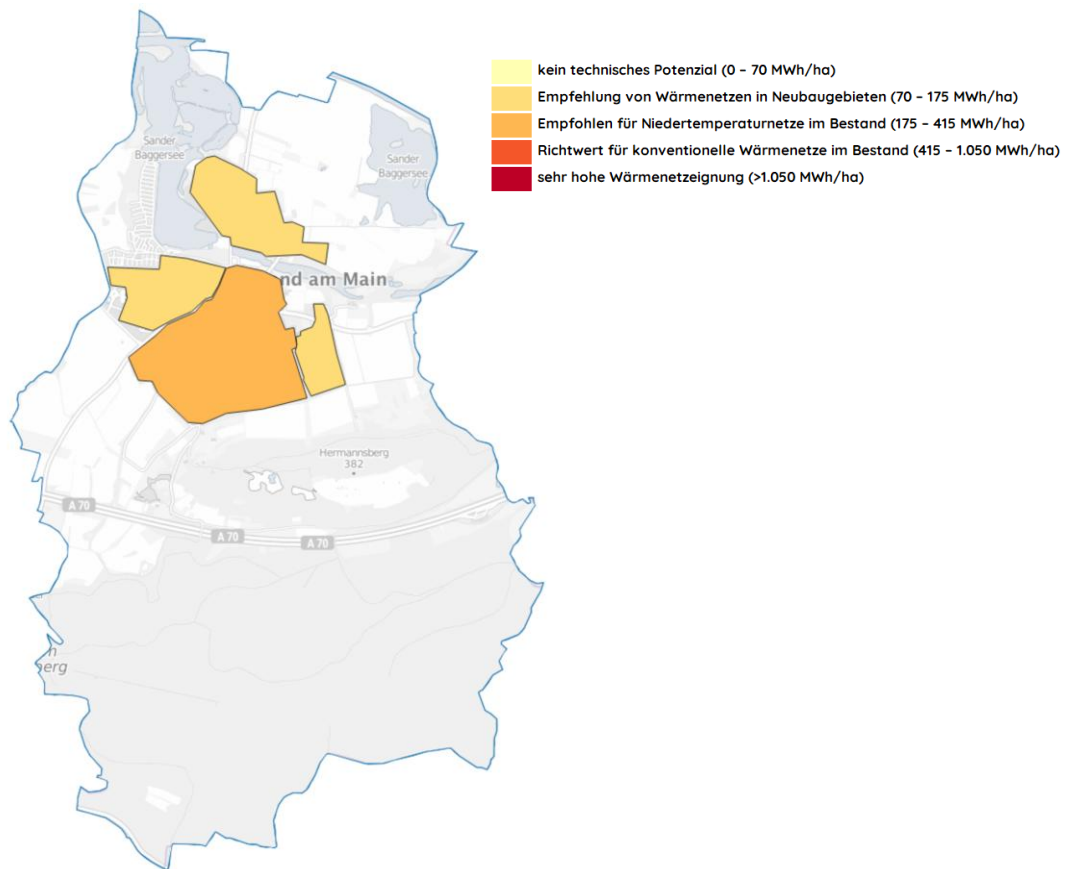 kein technisches Potenzial (0 – 70 MWh/ha)
Empfehlung von Wärmenetzen in Neubaugebieten (70 – 175 MWh/ha)
Empfohlen für Niedertemperaturnetze im Bestand (175 – 415 MWh/ha)
Richtwert für konventionelle Wärmenetze im Bestand (415 – 1.050 MWh/ha)
sehr hohe Wärmenetzeignung (>1.050 MWh/ha)
Sander
Baggersee
Sander
Baggersee
nd am Main
Hermannsberg
382
A 70
A 70
A 70
n
erg